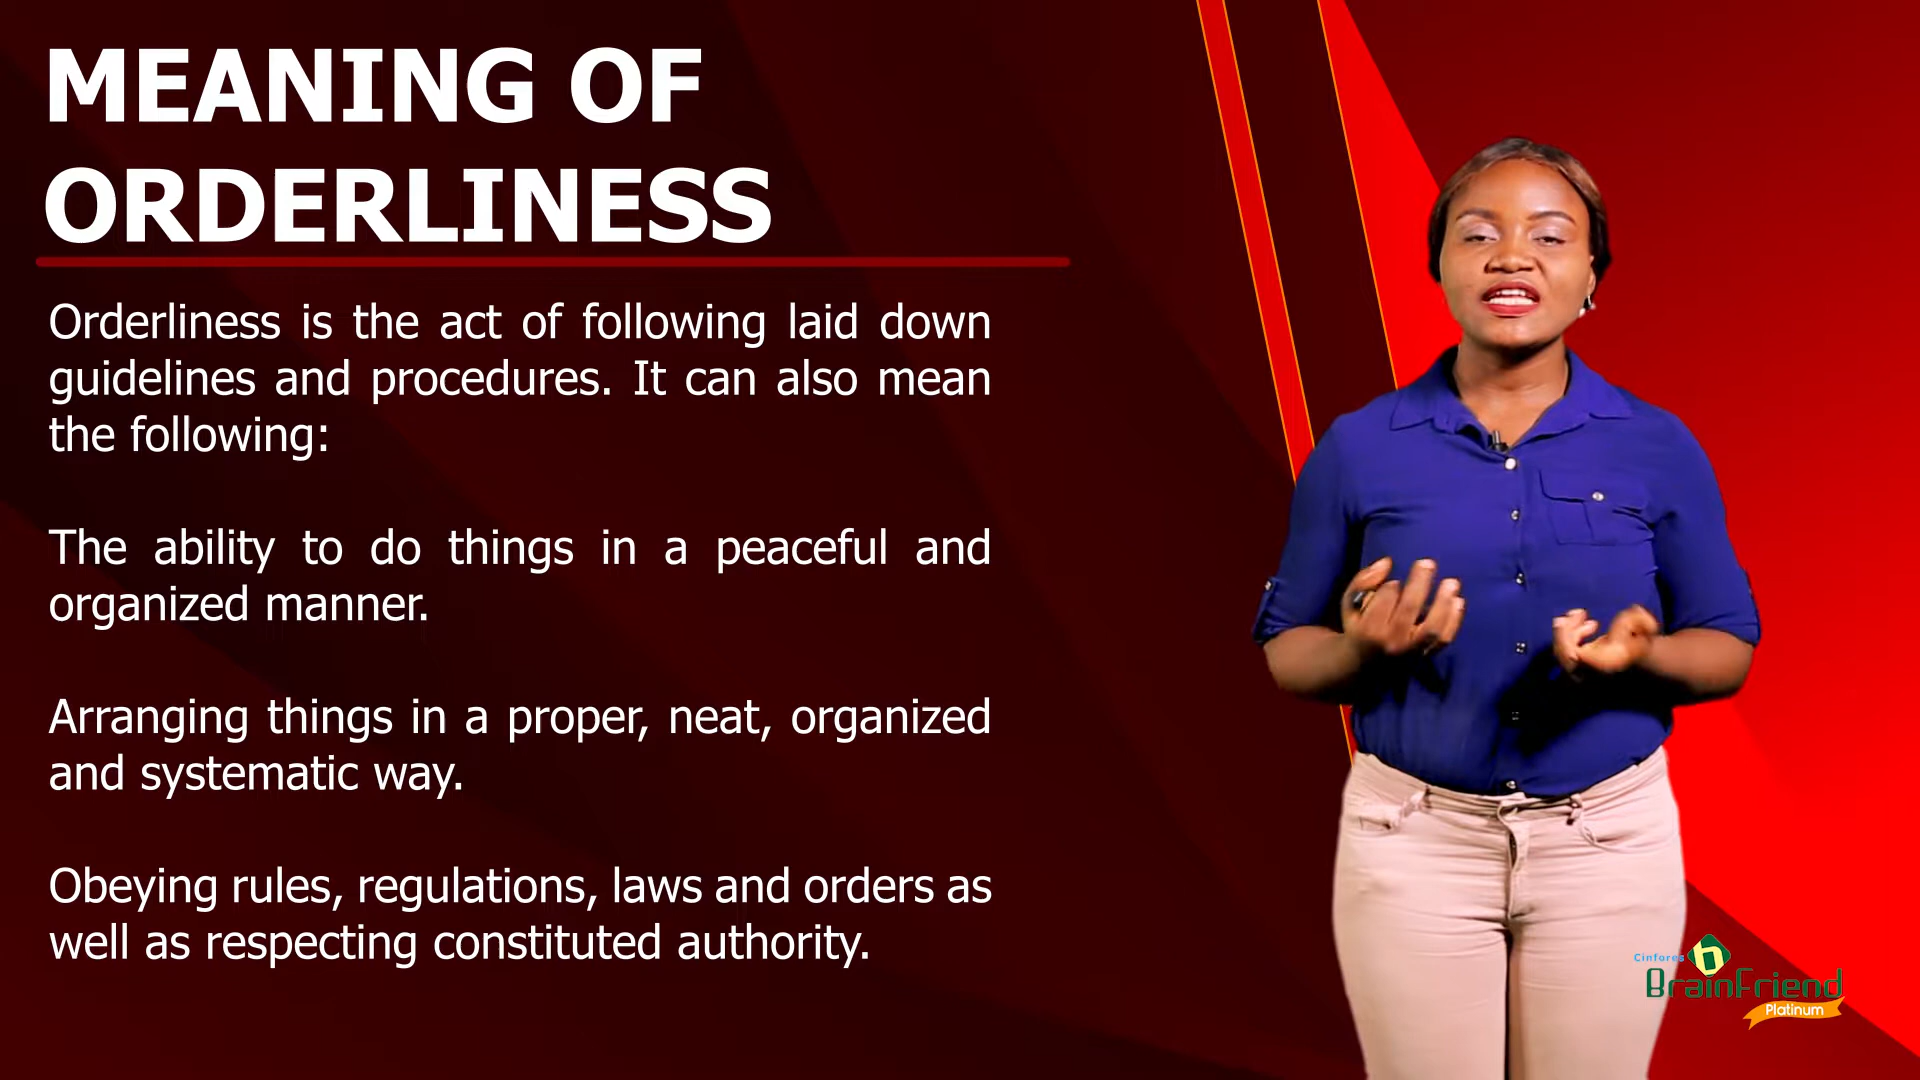 MEANING OF
ORDERLINESS
Orderliness is the act of following laid down
guidelines and procedures. It can also mean
the following:
The ability to do things in a peaceful and
organized manner.
Arranging things in a proper, neat, organized
and systematic way.
Obeying rules, regulations, laws and orders as
well as respecting constituted authority.
Cinfores
BrainFriend
Platinum